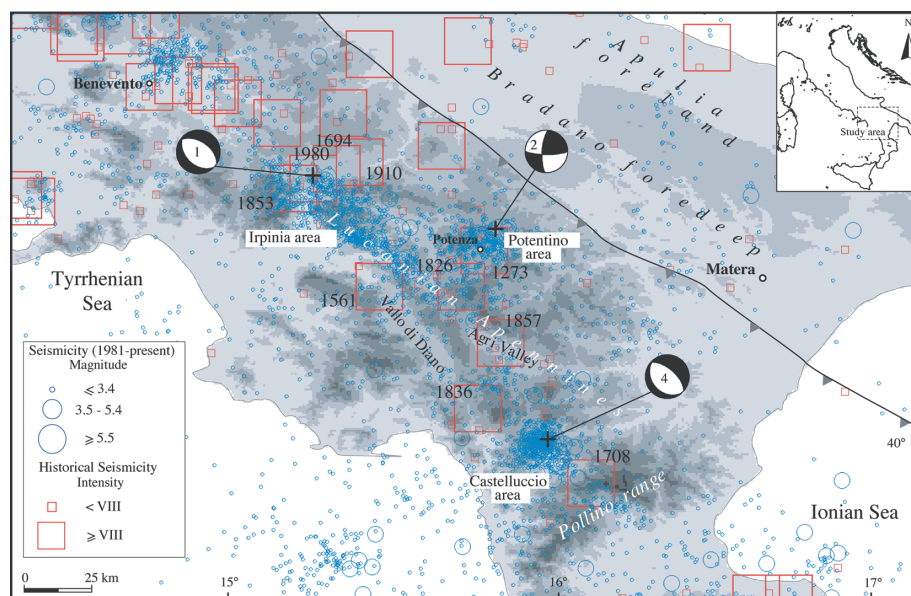 N
Study area
Apulia
foreland
Bradano foredeep
Benevento
1
2
1694
1980
1910
1853
Irpinia area
Lucanian Apennines
Potenza
Potentino
area
Matera
Tyrrhenian
Sea
1826
1273
1561
Vallo di Diano
1857
Agri Valley
4
1836
1708
Castelluccio
area
Pollino range
Ionian Sea
40°
Seismicity (1981-present)
Magnitude
⩽ 3.4
3.5 - 5.4
⩾ 5.5
Historical Seismicity
Intensity
< VIII
⩾ VIII
0 25 km
15°
16°
17°